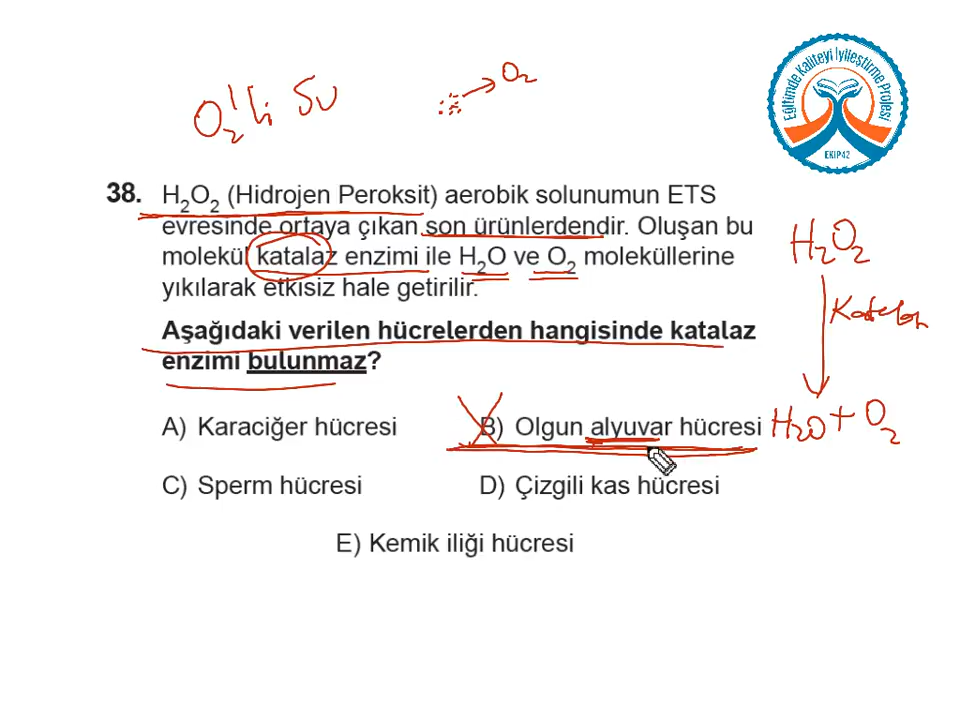 O₂'li Su
O₂
Eğitimde Kaliteyi İyileştirme Projesi
EKIP42
38. H₂O₂ (Hidrojen Peroksit) aerobik solunumun ETS
evresinde ortaya çıkan son ürünlerdendir. Oluşan bu
molekül katalaz enzimi ile H₂O ve O₂ moleküllerine
yıkılarak etkisiz hale getirilir.
H₂O₂
Katalaz
H₂O + O₂
Aşağıdaki verilen hücrelerden hangisinde katalaz
enzimi bulunmaz?
A) Karaciğer hücresi
B) Olgun alyuvar hücresi
C) Sperm hücresi
D) Çizgili kas hücresi
E) Kemik iliği hücresi